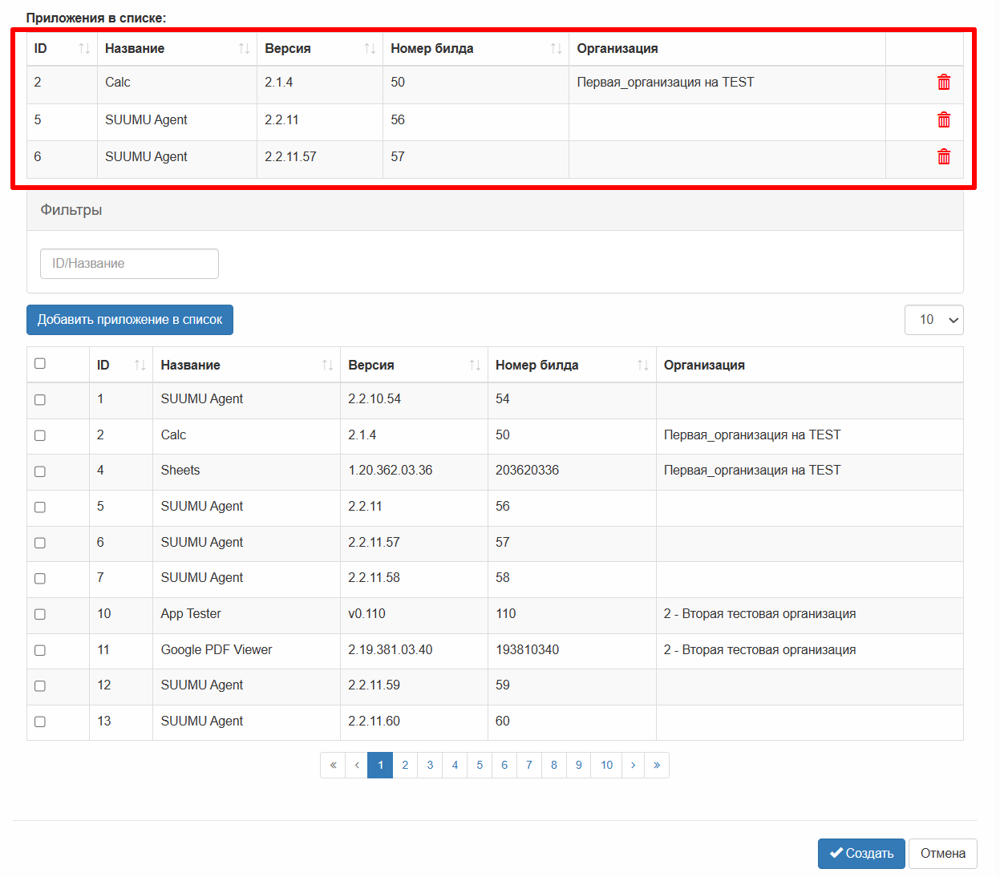 Приложения в списке:
ID Название Версия Номер билда Организация
2 Calc 2.1.4 50 Первая_организация на TEST
5 SUUMU Agent 2.2.11 56
6 SUUMU Agent 2.2.11.57 57
Фильтры
ID/Название
Добавить приложение в список 10
ID Название Версия Номер билда Организация
1 SUUMU Agent 2.2.10.54 54
2 Calc 2.1.4 50 Первая_организация на TEST
4 Sheets 1.20.362.03.36 203620336 Первая_организация на TEST
5 SUUMU Agent 2.2.11 56
6 SUUMU Agent 2.2.11.57 57
7 SUUMU Agent 2.2.11.58 58
10 App Tester v0.110 110 2 - Вторая тестовая организация
11 Google PDF Viewer 2.19.381.03.40 193810340 2 - Вторая тестовая организация
12 SUUMU Agent 2.2.11.59 59
13 SUUMU Agent 2.2.11.60 60
« ‹ 1 2 3 4 5 6 7 8 9 10 › »
Создать Отмена